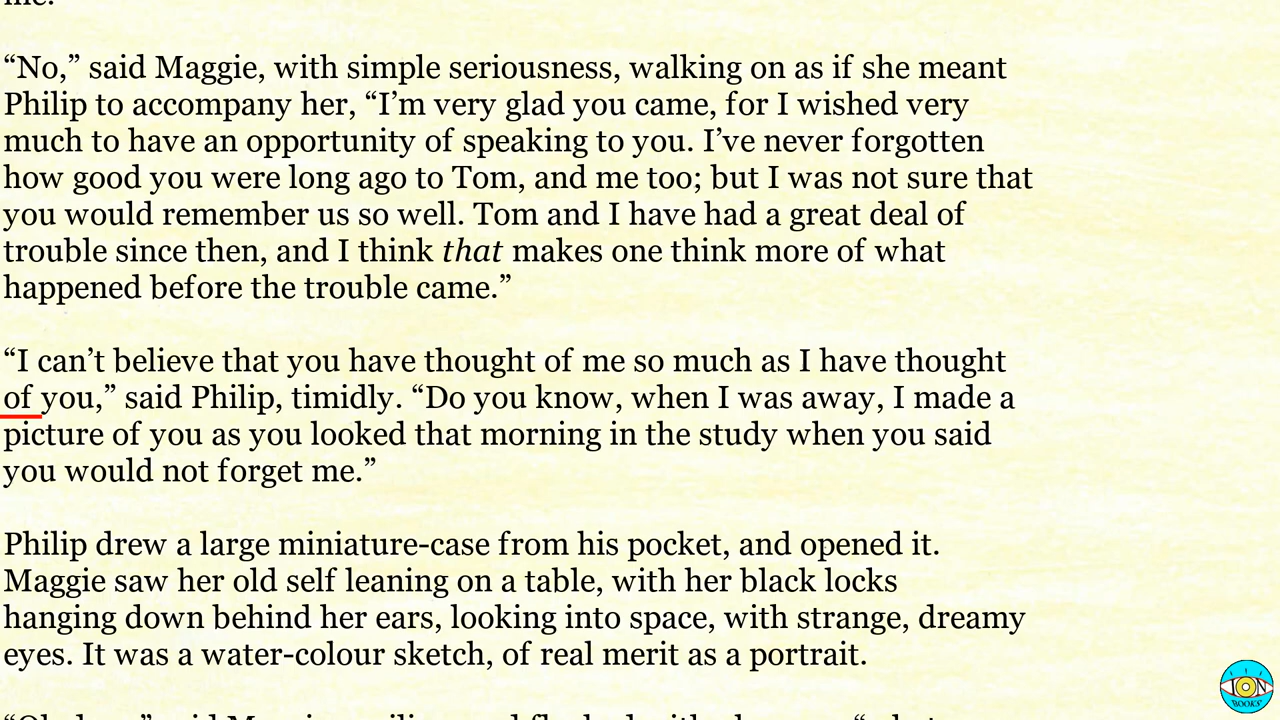 me.
“No,” said Maggie, with simple seriousness, walking on as if she meant
Philip to accompany her, “I’m very glad you came, for I wished very
much to have an opportunity of speaking to you. I’ve never forgotten
how good you were long ago to Tom, and me too; but I was not sure that
you would remember us so well. Tom and I have had a great deal of
trouble since then, and I think that makes one think more of what
happened before the trouble came.”
“I can’t believe that you have thought of me so much as I have thought
of you,” said Philip, timidly. “Do you know, when I was away, I made a
picture of you as you looked that morning in the study when you said
you would not forget me.”
Philip drew a large miniature-case from his pocket, and opened it.
Maggie saw her old self leaning on a table, with her black locks
hanging down behind her ears, looking into space, with strange, dreamy
eyes. It was a water-colour sketch, of real merit as a portrait.
ION
BOOKS